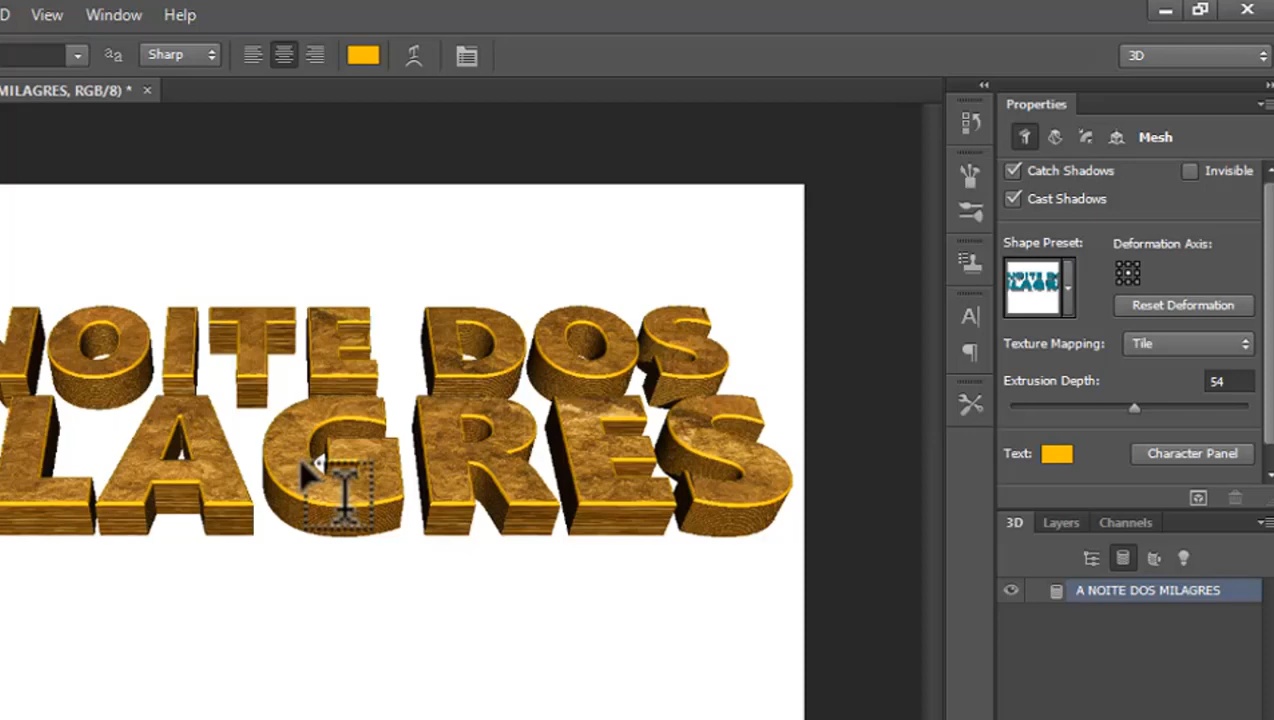 D View Window Help
aa Sharp 3D
MILAGRES, RGB/8) *
Properties
Mesh
Catch Shadows Invisible
Cast Shadows
Shape Preset: Deformation Axis:
Reset Deformation
Texture Mapping: Tile
Extrusion Depth: 54
Text: Character Panel
3D Layers Channels
A NOITE DOS MILAGRES
NOITE DOS
LAGRES